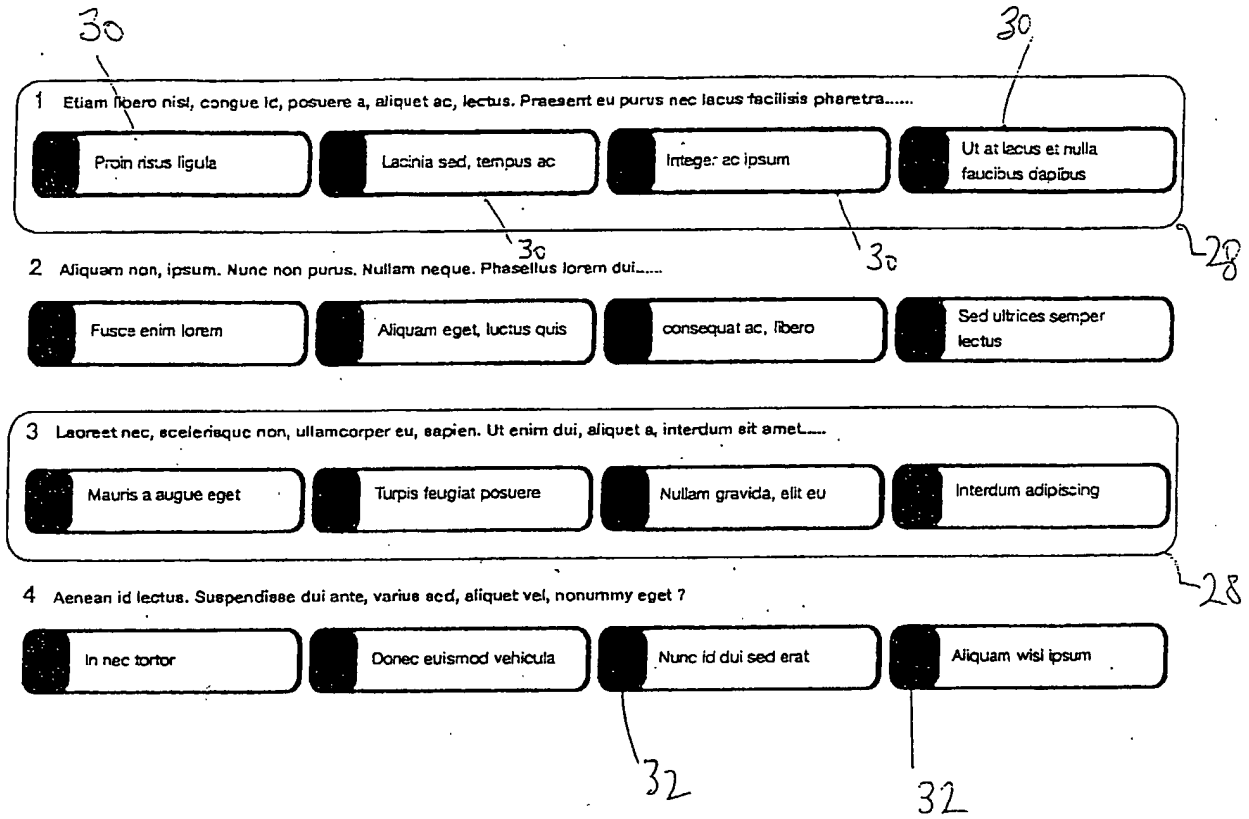 30 30
1 Etiam libero nisl, congue id, posuere a, aliquet ac, lectus. Praesent eu purus nec lacus facilisis pharetra......
Proin risus ligula
Lacinia sed, tempus ac
Integer ac ipsum
Ut at lacus et nulla
faucibus dapibus
30 30 28
2 Aliquam non, ipsum. Nunc non purus. Nullam neque. Phasellus lorem dui......
Fusce enim lorem
Aliquam eget, luctus quis
consequat ac, libero
Sed ultrices semper
lectus
3 Laoreet nec, scelerisque non, ullamcorper eu, sapien. Ut enim dui, aliquet a, interdum sit amet......
Mauris a augue eget
Turpis feugiat posuere
Nullam gravida, elit eu
Interdum adipiscing
28
4 Aenean id lectus. Suspendisse dui ante, varius sed, aliquet vel, nonummy eget ?
In nec tortor
Donec euismod vehicula
Nunc id dui sed erat
Aliquam wisi ipsum
32 32